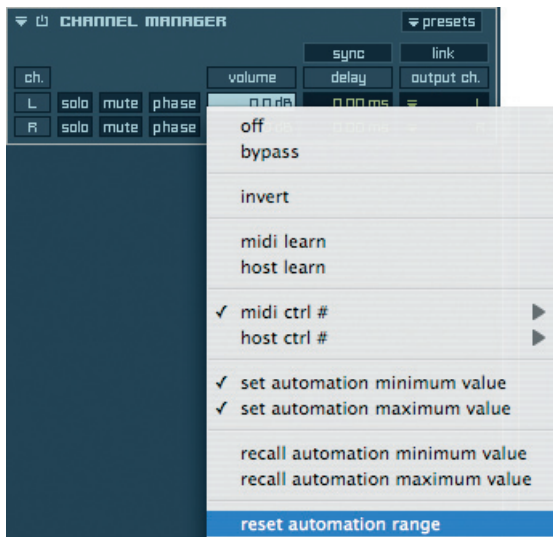 CHANNEL MANAGER presets
sync link
ch. volume delay output ch.
L solo mute phase 0.0 dB 0.00 ms L
R solo mute phase
off
bypass
invert
midi learn
host learn
✓ midi ctrl #
host ctrl #
✓ set automation minimum value
✓ set automation maximum value
recall automation minimum value
recall automation maximum value
reset automation range